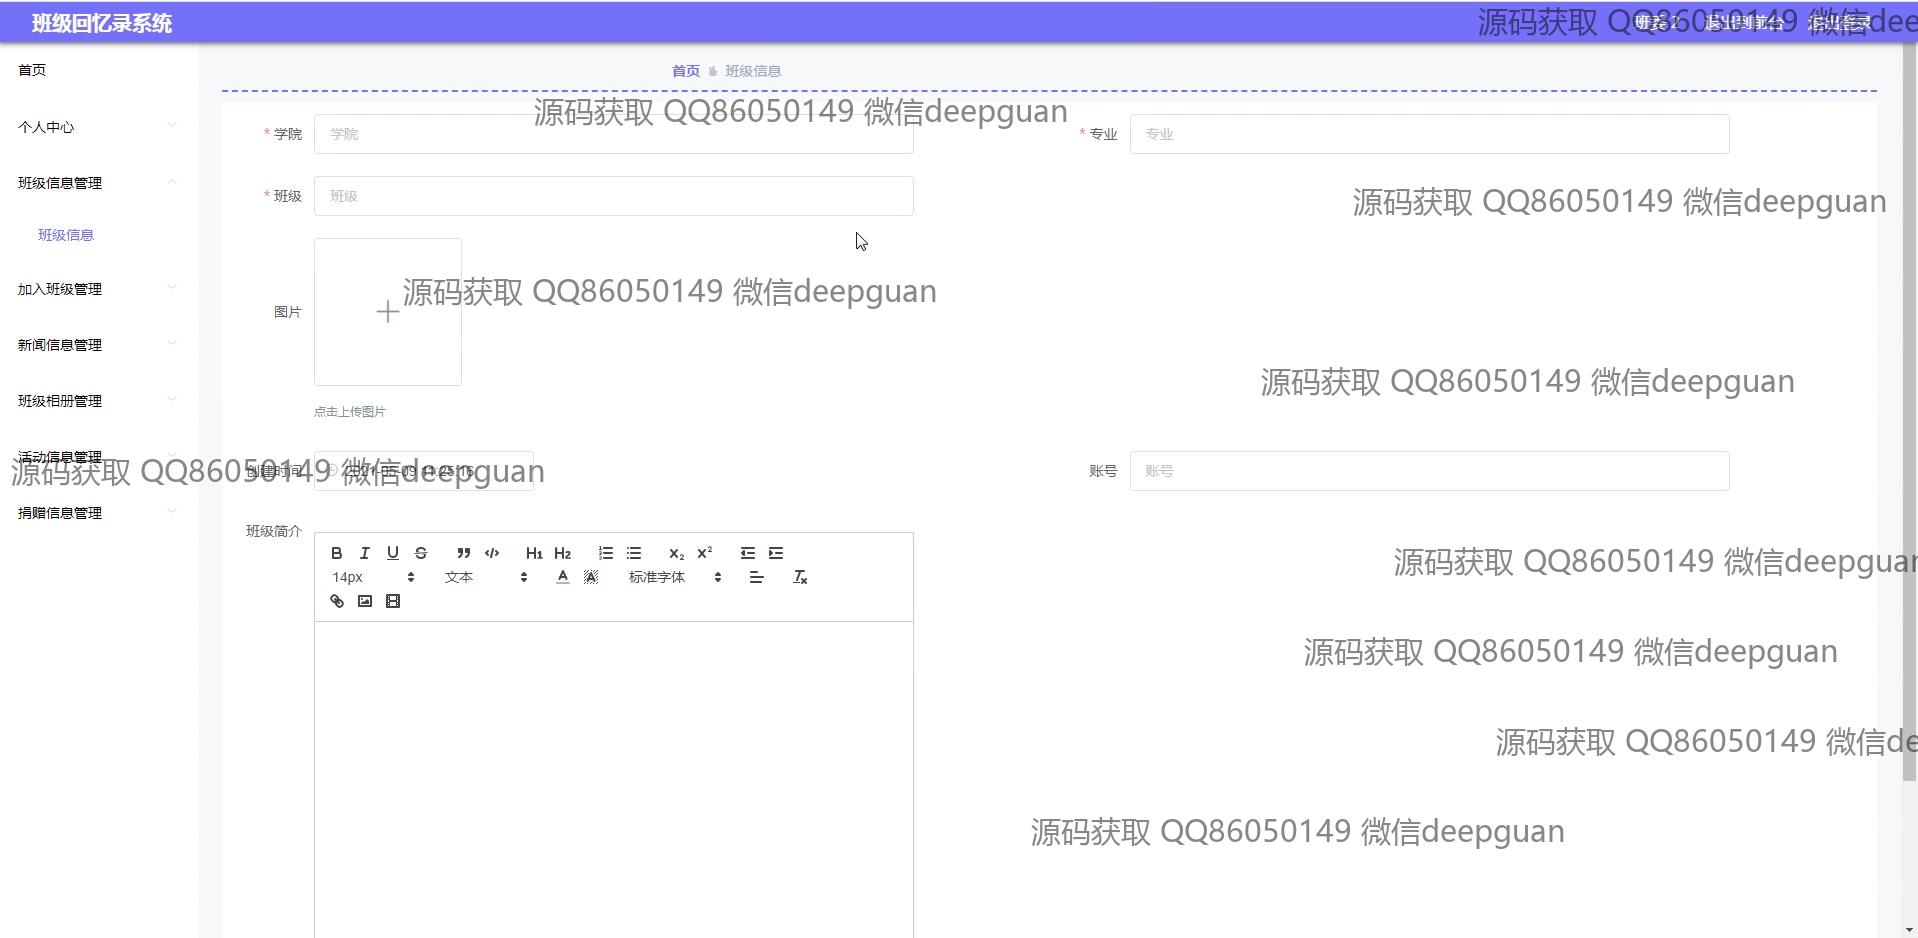 班级回忆录系统
源码获取 QQ86050149 微信dee
首页
首页 班级信息
个人中心
源码获取 QQ86050149 微信deepguan
* 学院 学院
* 专业 专业
班级信息管理
* 班级 班级
源码获取 QQ86050149 微信deepguan
班级信息
加入班级管理
源码获取 QQ86050149 微信deepguan
图片
新闻信息管理
源码获取 QQ86050149 微信deepguan
班级相册管理
点击上传图片
活动信息管理
源码获取 QQ86050149 微信deepguan
创建时间
账号 账号
捐赠信息管理
班级简介
B I U S H1 H2 X2 X2
14px 文本 A A 标准字体 Tx
源码获取 QQ86050149 微信deepguan
源码获取 QQ86050149 微信deepguan
源码获取 QQ86050149 微信de
源码获取 QQ86050149 微信deepguan